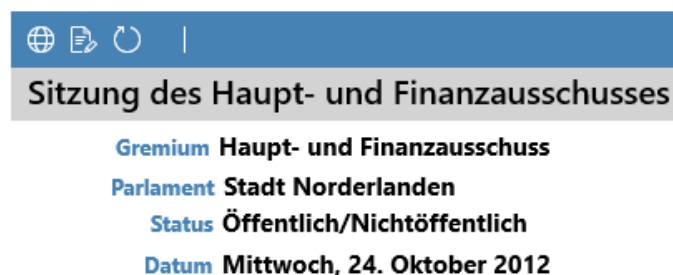 Sitzung des Haupt- und Finanzausschusses
Gremium Haupt- und Finanzausschuss
Parlament Stadt Norderlanden
Status Öffentlich/Nichtöffentlich
Datum Mittwoch, 24. Oktober 2012